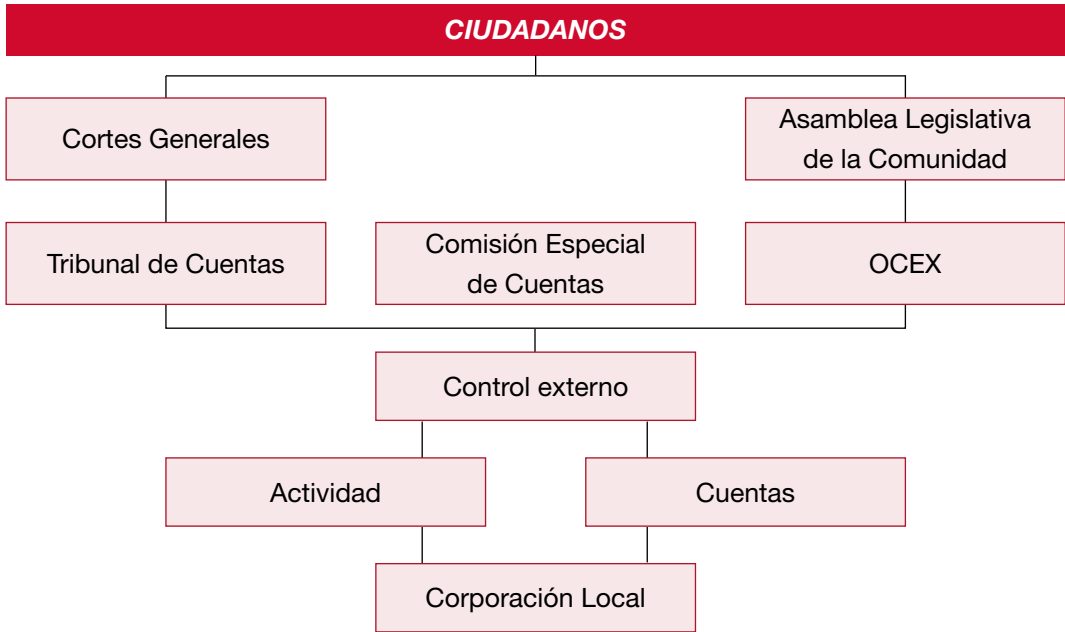 CIUDADANOS
Cortes Generales
Asamblea Legislativa
de la Comunidad
Tribunal de Cuentas
Comisión Especial
de Cuentas
OCEX
Control externo
Actividad
Cuentas
Corporación Local